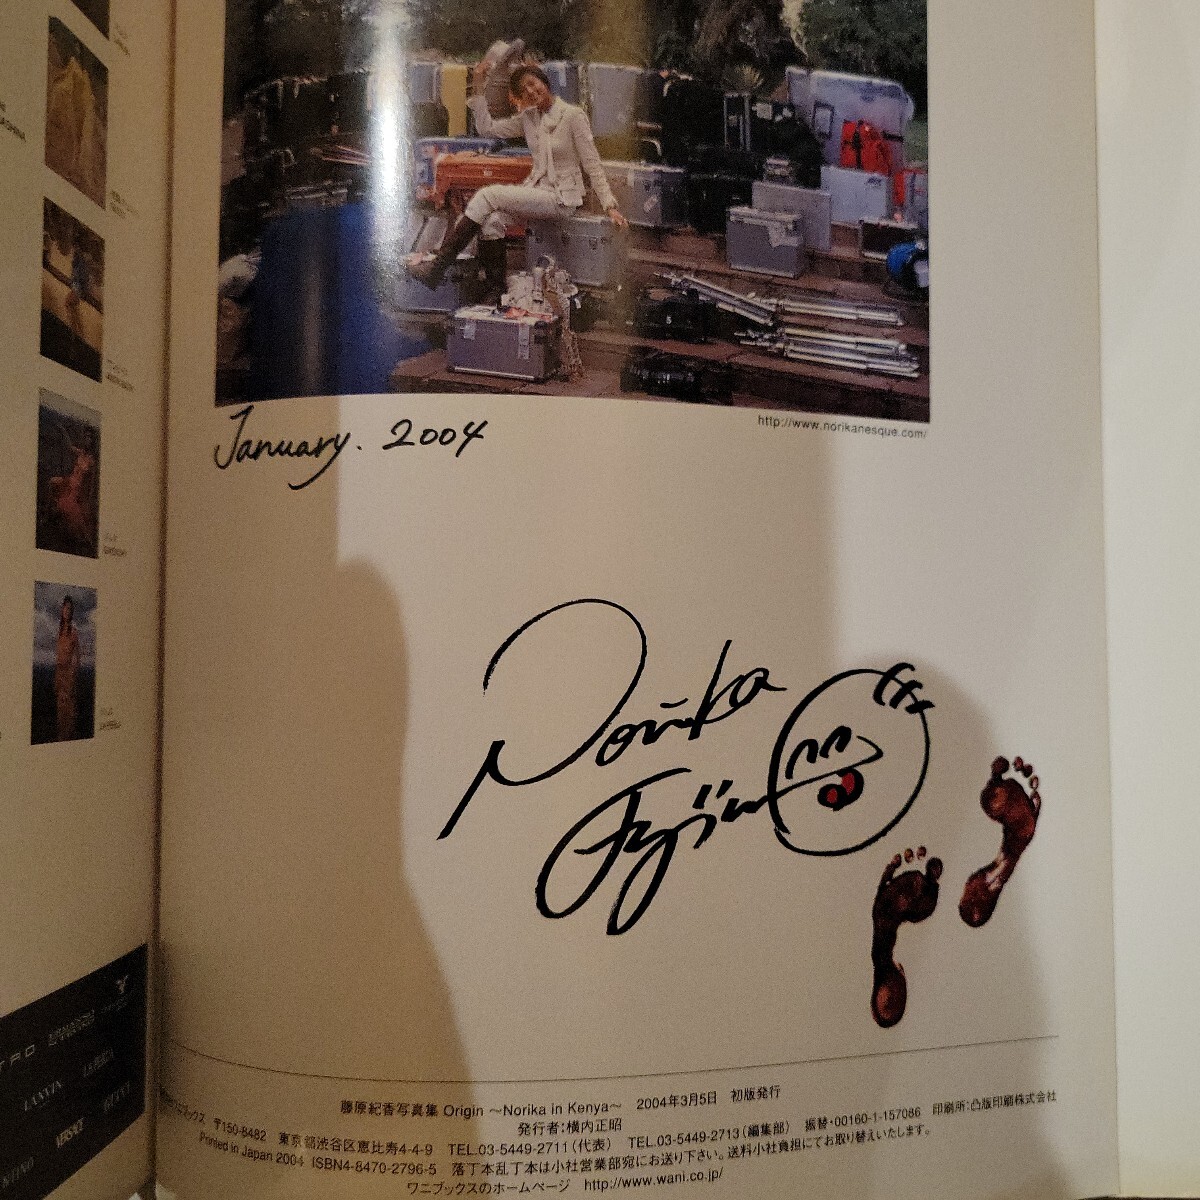 http://www.norikanesque.com/
January. 2004
Norika
Fujiw
藤原紀香写真集 Origin ～Norika in Kenya～ 2004年3月5日 初版発行
発行者：横内正昭
ブックス 〒150-8482 東京都渋谷区恵比寿4-4-9 TEL.03-5449-2711（代表） TEL.03-5449-2713（編集部） 振替・00160-1-157086 印刷所：凸版印刷株式会社
Printed in Japan 2004 ISBN4-8470-2796-5 落丁本乱丁本は小社営業部宛にお送り下さい。送料小社負担にてお取り替えいたします。
ワニブックスのホームページ http://www.wani.co.jp/
LANVIN
VERSACE